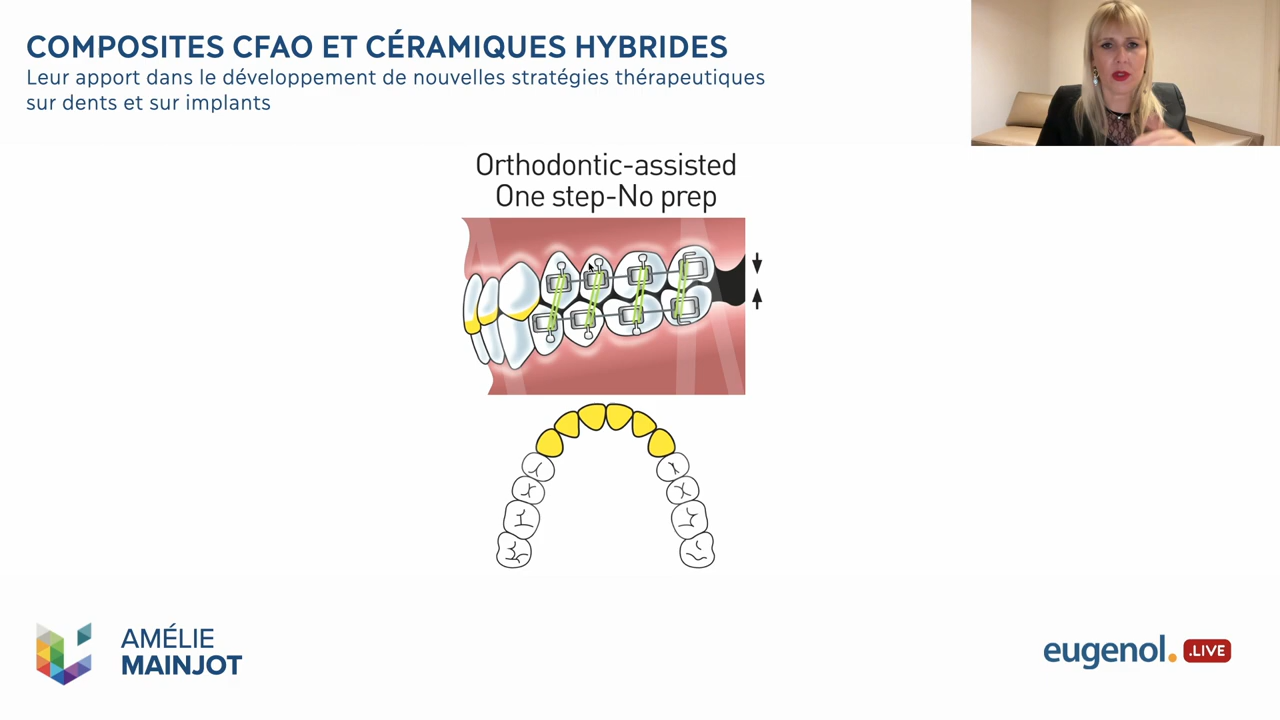 COMPOSITES CFAO ET CÉRAMIQUES HYBRIDES
Leur apport dans le développement de nouvelles stratégies thérapeutiques
sur dents et sur implants
Orthodontic-assisted
One step-No prep
AMÉLIE
MAINJOT
eugenol. .LIVE